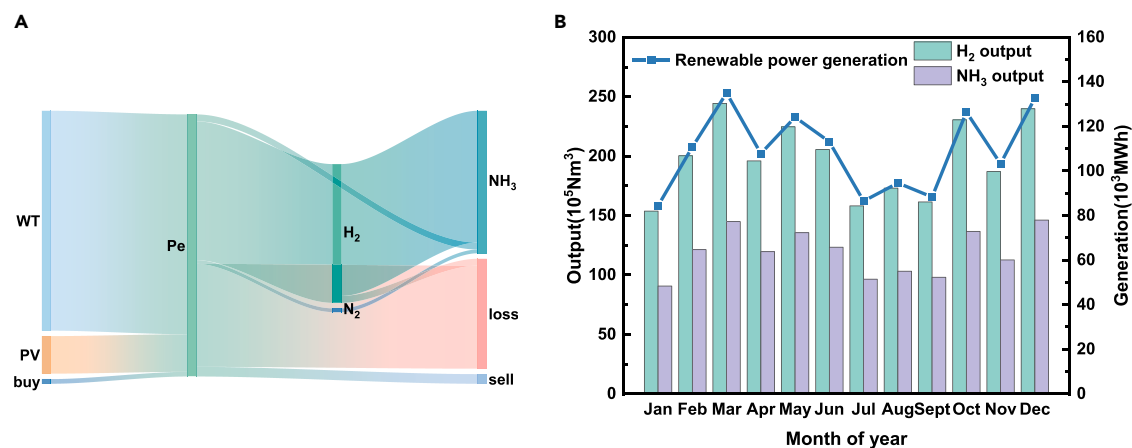 A
WT
PV
buy
Pe
H₂
N₂
NH₃
loss
sell
B
Renewable power generation
H₂ output
NH₃ output
Output(10⁵Nm³)
300
250
200
150
100
50
0
Generation(10³MWh)
160
140
120
100
80
60
40
20
0
Jan Feb Mar Apr May Jun Jul Aug Sept Oct Nov Dec
Month of year